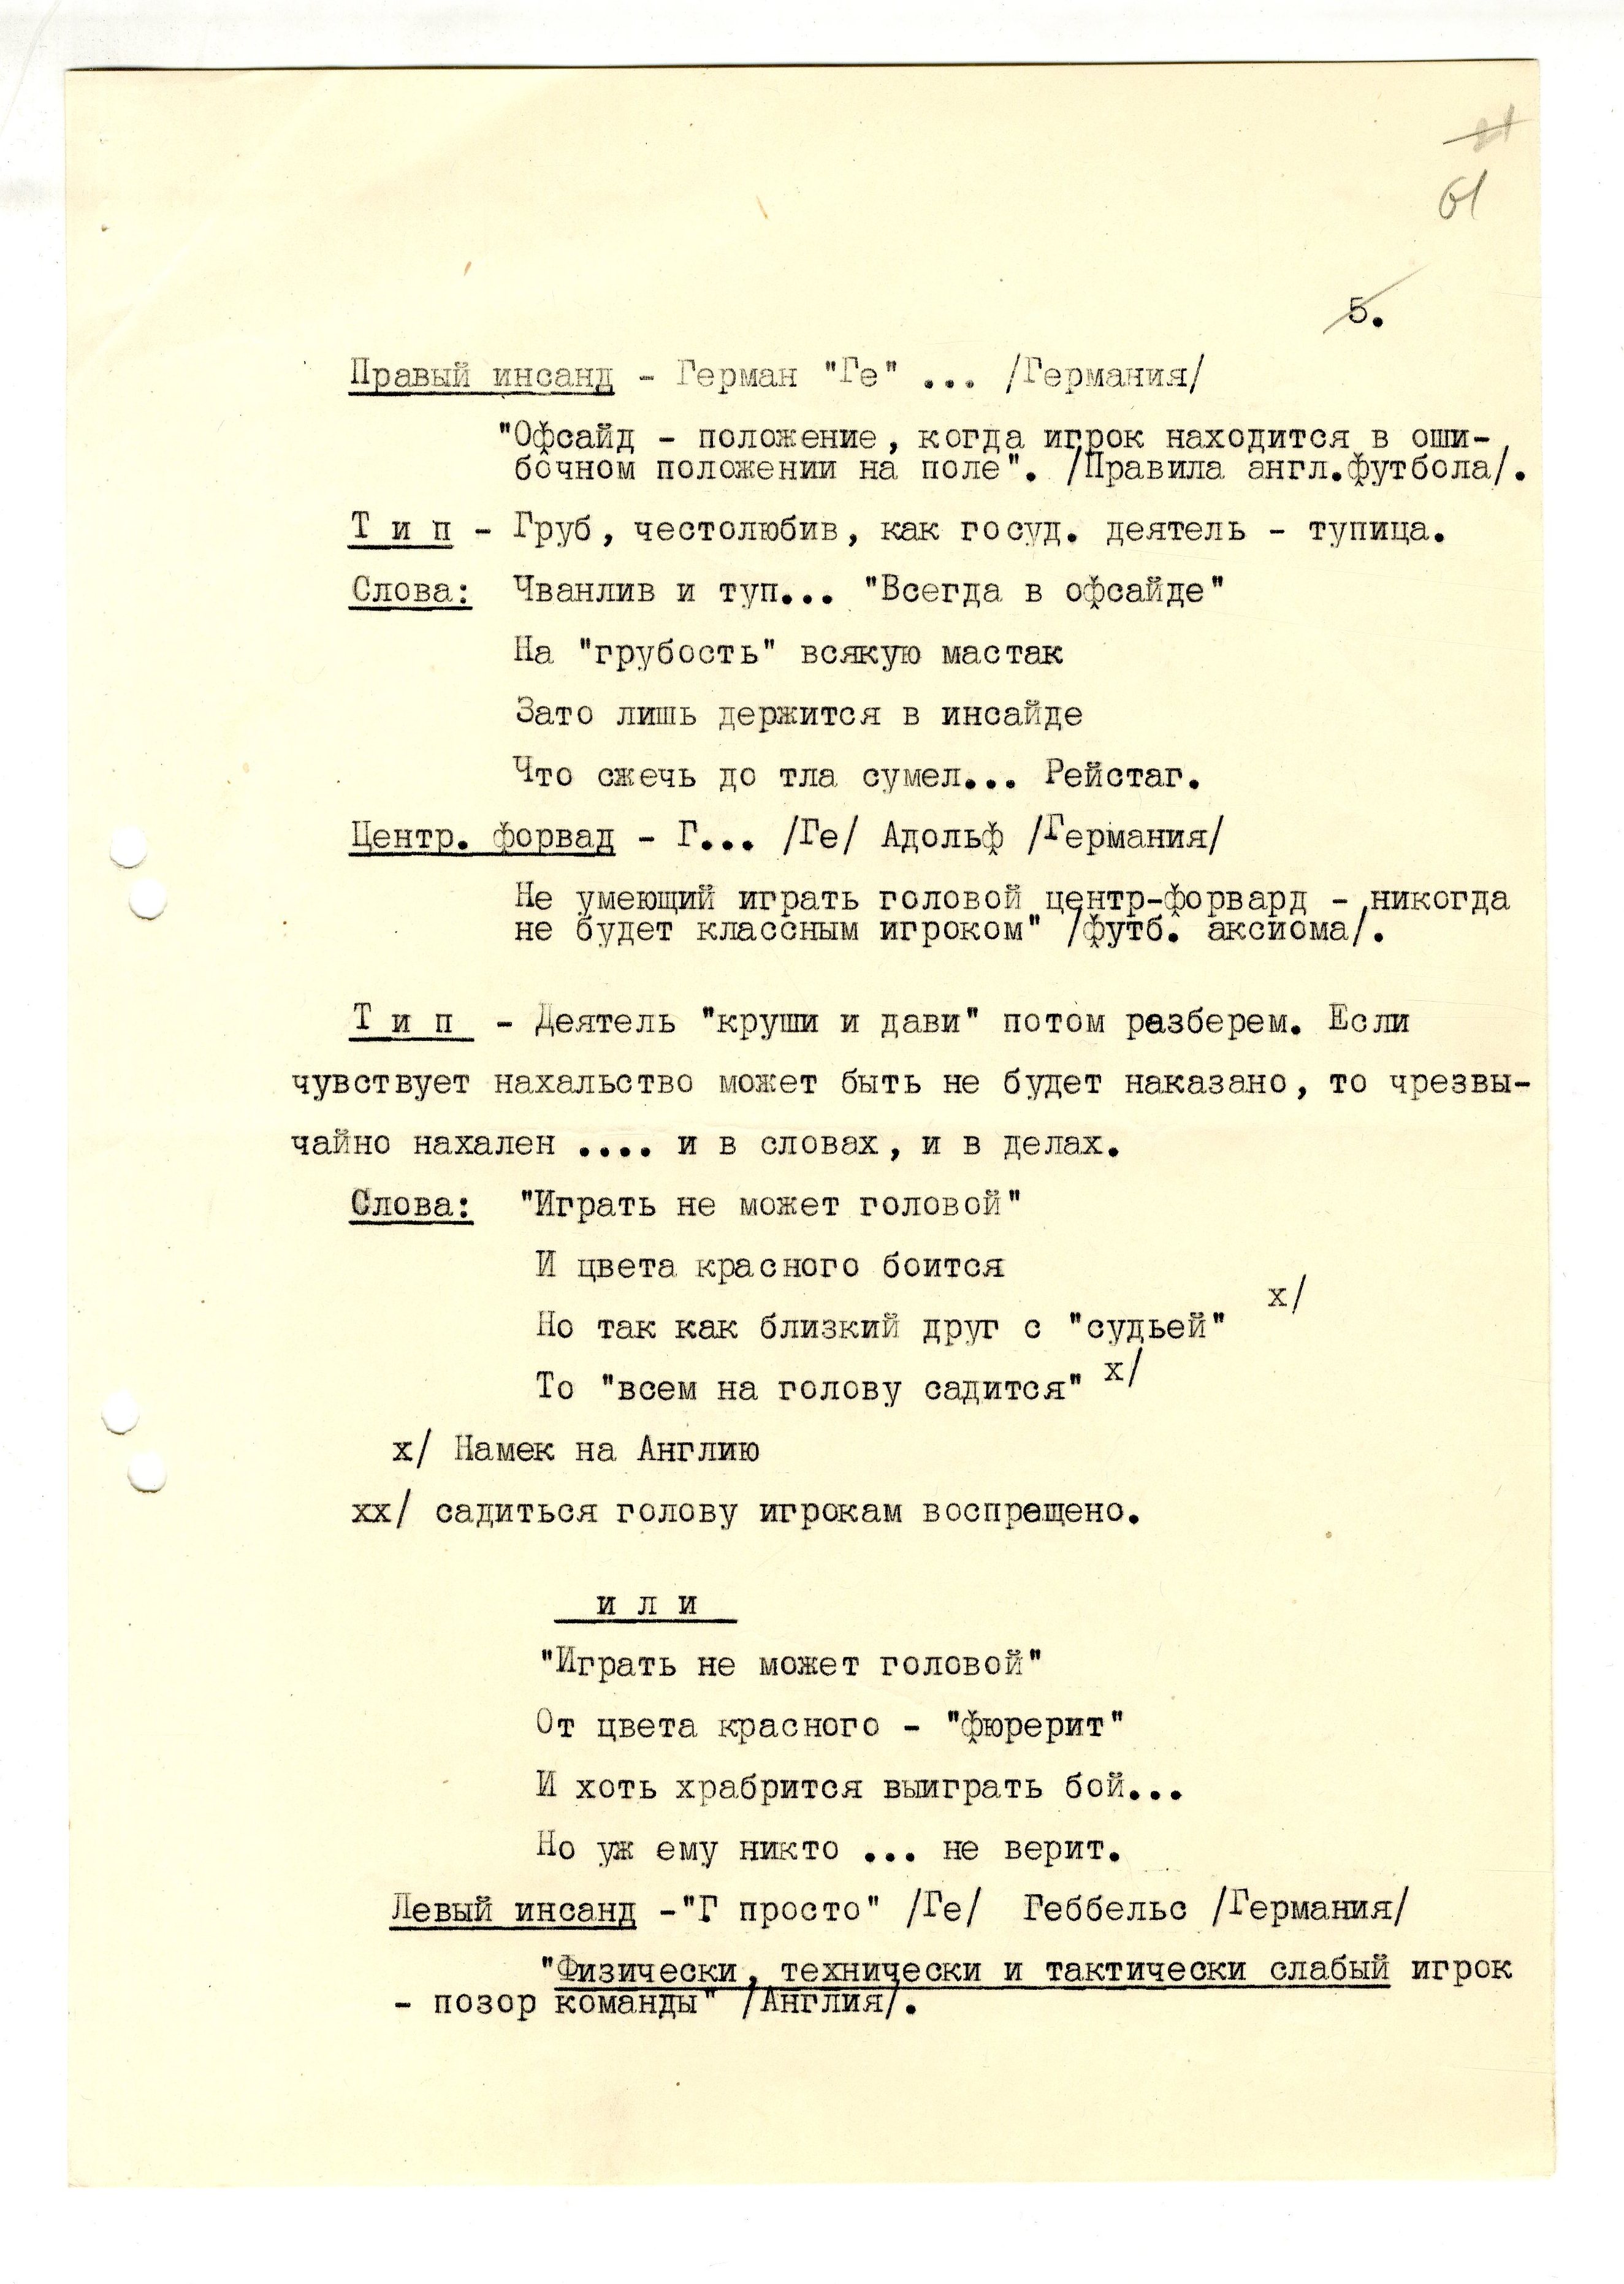 61
5.
Правый инсанд - Герман "Ге" ... /Германия/
"Офсайд - положение, когда игрок находится в оши-
бочном положении на поле". /Правила англ.футбола/.
Т и п - Груб, честолюбив, как госуд. деятель - тупица.
Слова: Чванлив и туп... "Всегда в офсайде"
На "грубость" всякую мастак
Зато лишь держится в инсайде
Что сжечь до тла сумел... Рейстаг.
Центр. форвад - Г... /Ге/ Адольф /Германия/
Не умеющий играть головой центр-форвард - никогда
не будет классным игроком" /футб. аксиома/.
Т и п - Деятель "круши и дави" потом разберем. Если
чувствует нахальство может быть не будет наказано, то чрезвы-
чайно нахален .... и в словах, и в делах.
Слова: "Играть не может головой"
И цвета красного боится
Но так как близкий друг с "судьей" х/
То "всем на голову садится" х/
х/ Намек на Англию
хх/ садиться голову игрокам воспрещено.
и л и
"Играть не может головой"
От цвета красного - "фюрерит"
И хоть храбрится выиграть бой...
Но уж ему никто ... не верит.
Левый инсанд -"Г просто" /Ге/ Геббельс /Германия/
"Физически, технически и тактически слабый игрок
- позор команды" /Англия/.